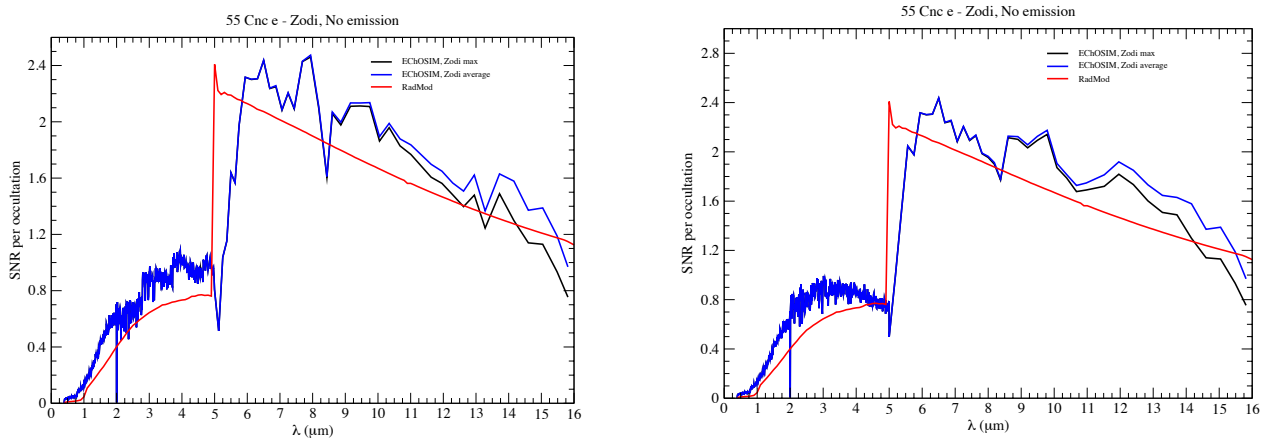 55 Cnc e - Zodi, No emission
EChOSIM, Zodi max
EChOSIM, Zodi average
RadMod
SNR per occultation
2.4
2
1.6
1.2
0.8
0.4
0
0 1 2 3 4 5 6 7 8 9 10 11 12 13 14 15 16
λ (μm)
55 Cnc e - Zodi, No emission
EChOSIM, Zodi max
EChOSIM, Zodi average
RadMod
SNR per occultation
2.8
2.4
2.0
1.6
1.2
0.8
0.4
0.0
0 1 2 3 4 5 6 7 8 9 10 11 12 13 14 15 16
λ (μm)